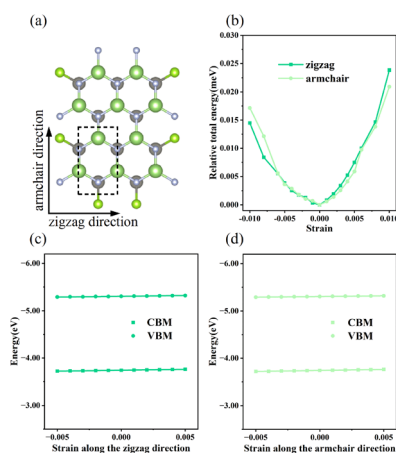 (a)
armchair direction
zigzag direction
(b)
zigzag
armchair
Relative total energy(meV)
0.030
0.025
0.020
0.015
0.010
0.005
0.000
-0.010
-0.005
0.000
0.005
0.010
Strain
(c)
Energy(eV)
−6.00
−5.00
−4.00
−3.00
CBM
VBM
−0.005
0.000
0.005
Strain along the zigzag direction
(d)
Energy(eV)
−6.00
−5.00
−4.00
−3.00
CBM
VBM
−0.005
0.000
0.005
Strain along the armchair direction